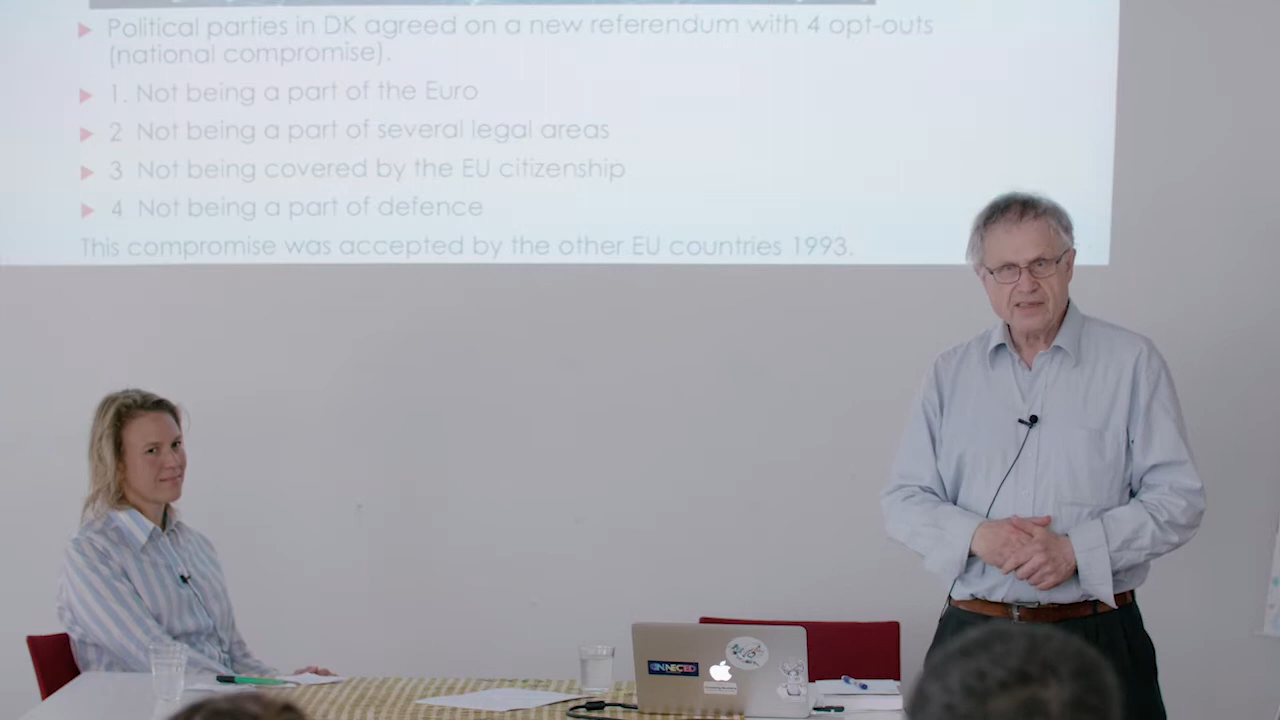 Political parties in DK agreed on a new referendum with 4 opt-outs
(national compromise).
1. Not being a part of the Euro
2 Not being a part of several legal areas
3 Not being covered by the EU citizenship
4 Not being a part of defence
This compromise was accepted by the other EU countries 1993.